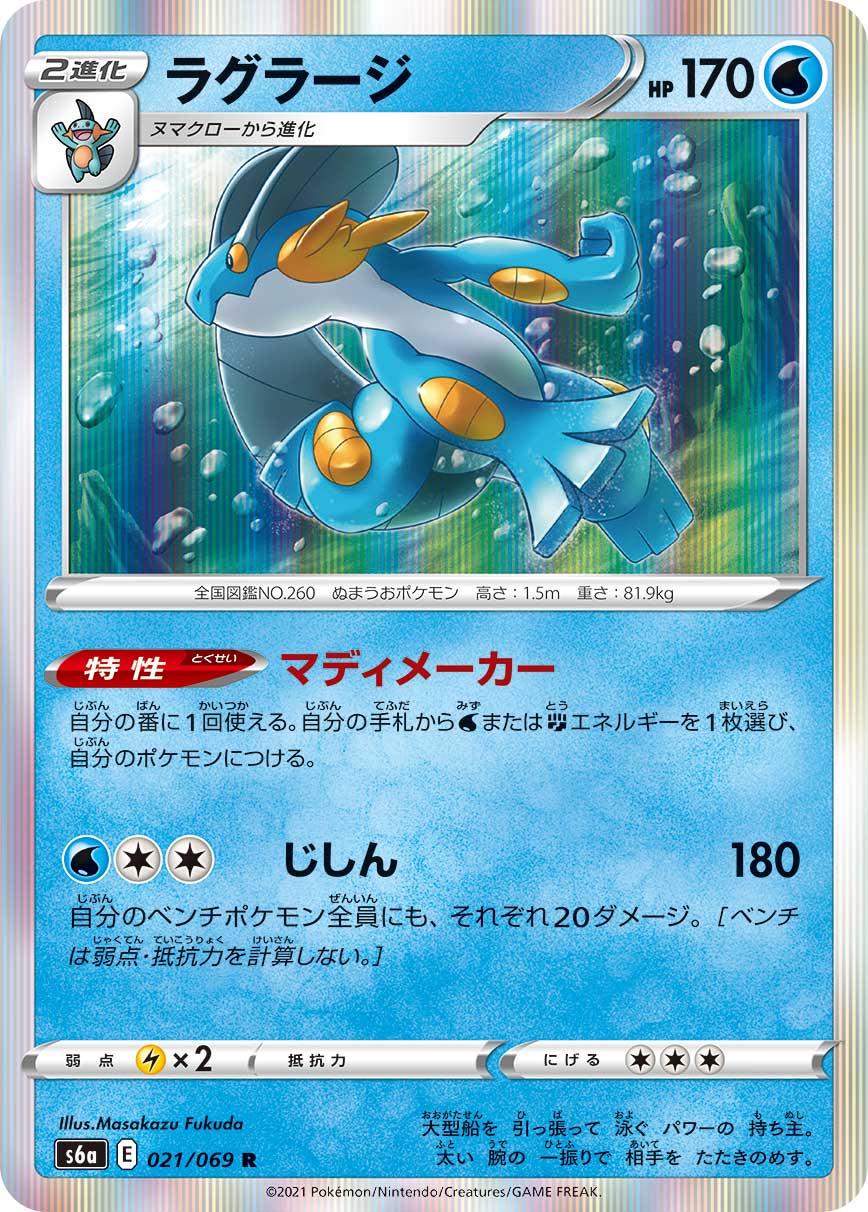 2進化
ラグラージ
HP 170
ヌマクローから進化
全国図鑑NO.260 ぬまうおポケモン 高さ:1.5m 重さ:81.9kg
特性 とくせい マディメーカー
じぶん ばん かいつか じぶん てふだ みず とう まいえら
自分の番に1回使える。自分の手札からまたは闘エネルギーを1枚選び、
じぶん
自分のポケモンにつける。
じしん 180
じぶん ぜんいん
自分のベンチポケモン全員にも、それぞれ20ダメージ。[ベンチ
じゃくてん ていこうりょく けいさん
は弱点・抵抗力を計算しない。]
弱点 ×2 抵抗力 にげる
Illus.Masakazu Fukuda
おおがたせん ひ ぱ およ も ぬし
大型船を 引っ張って 泳ぐ パワーの 持ち主。
ふと うで ひとふ あいて
太い 腕の 一振りで 相手を たたきのめす。
s6a E 021/069 R
©2021 Pokémon/Nintendo/Creatures/GAME FREAK.